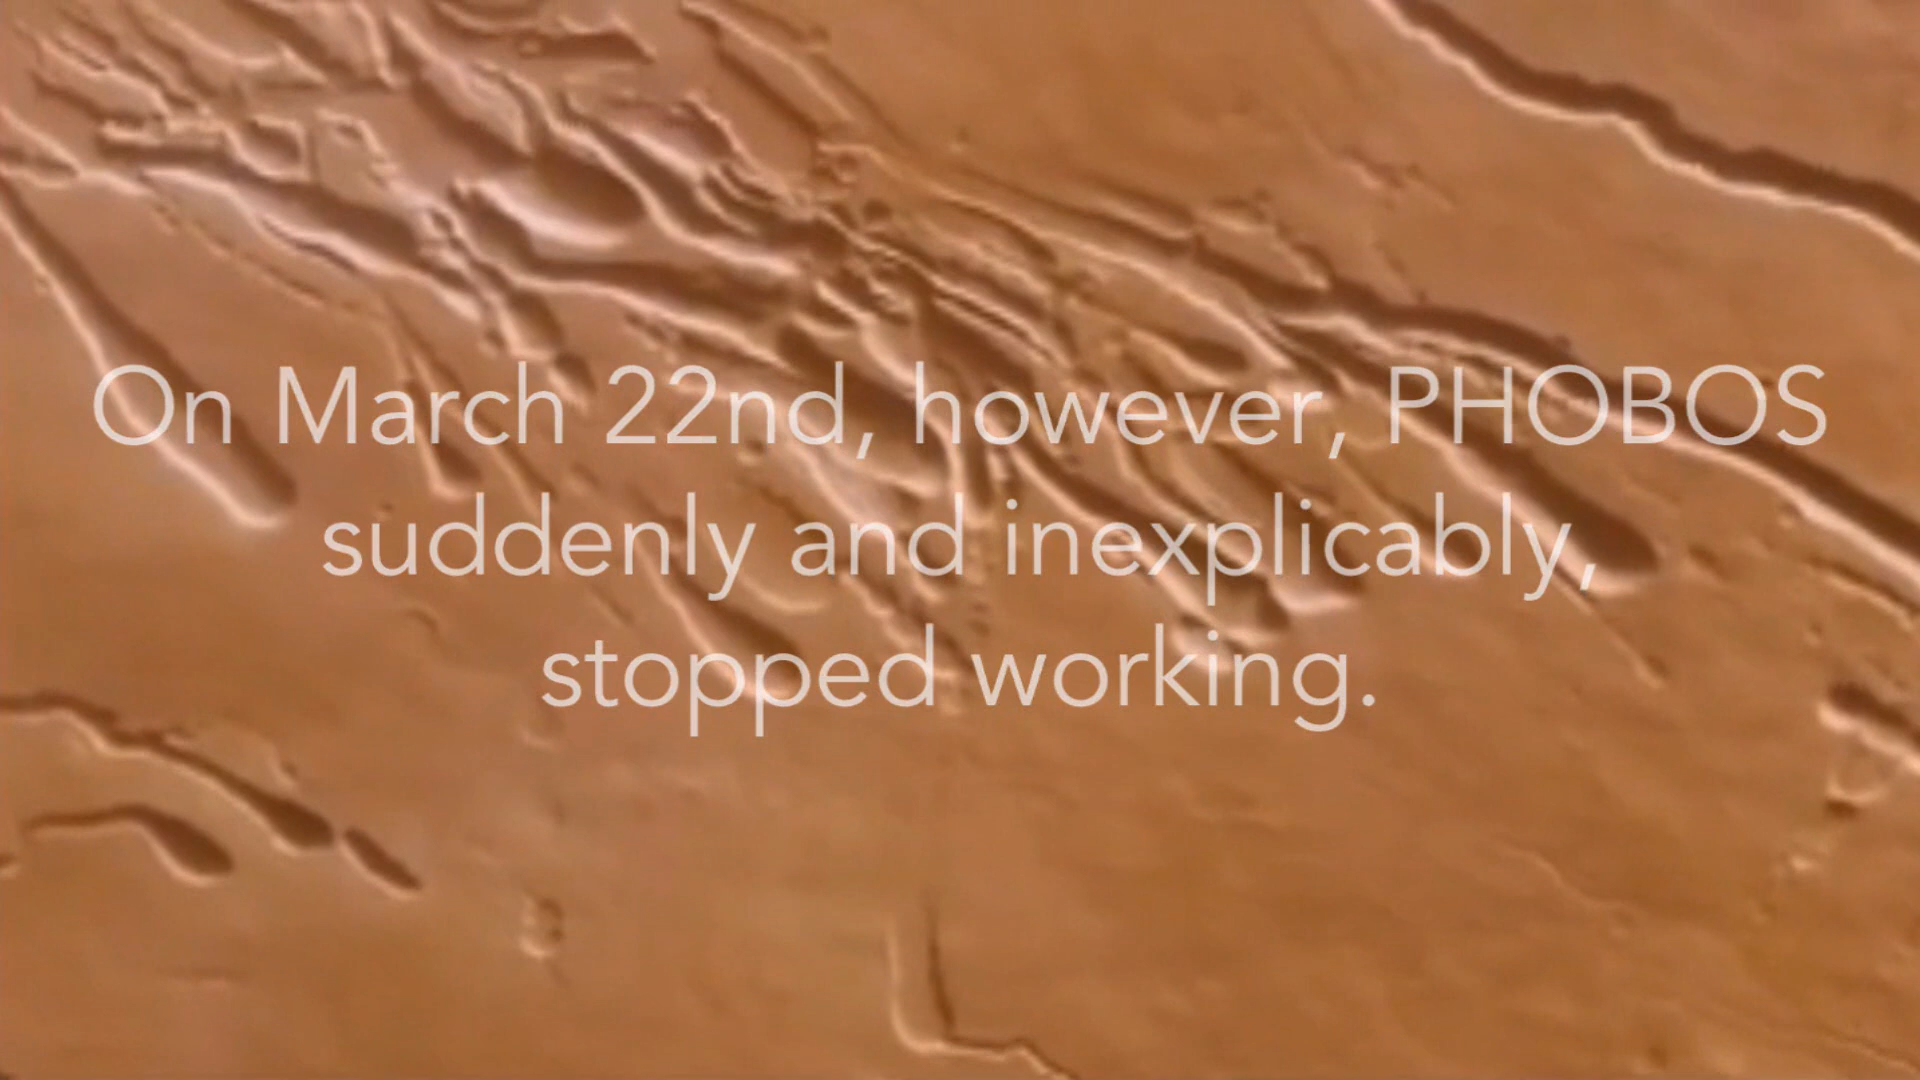 On March 22nd, however, PHOBOS
suddenly and inexplicably,
stopped working.